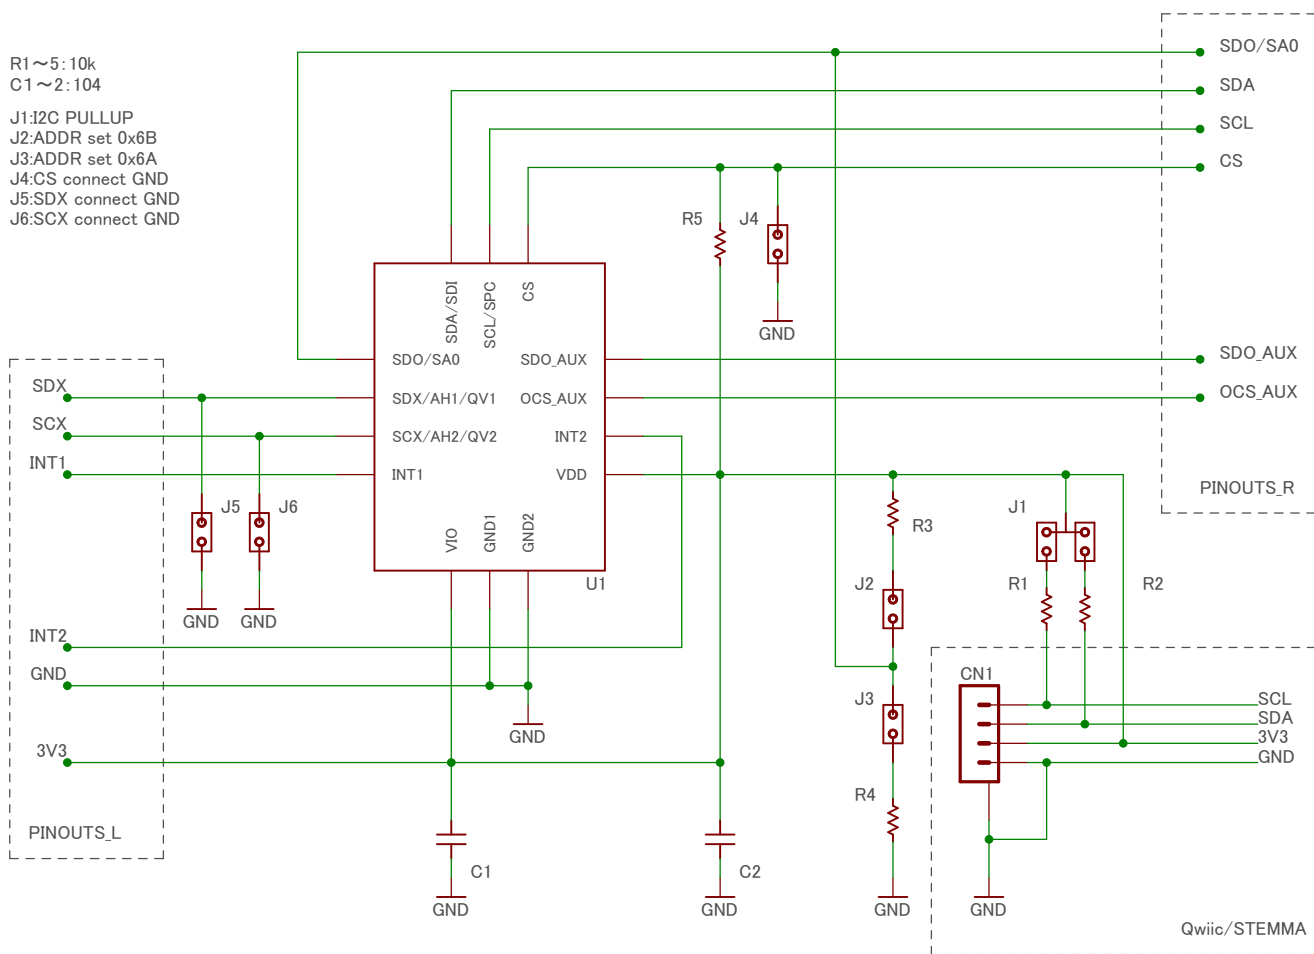 R1～5:10k
C1～2:104
J1:I2C PULLUP
J2:ADDR set 0x6B
J3:ADDR set 0x6A
J4:CS connect GND
J5:SDX connect GND
J6:SCX connect GND
SDO/SA0
SDA
SCL
CS
R5
J4
GND
SDA/SDI
SCL/SPC
CS
SDO/SA0
SDO_AUX
SDX/AH1/QV1
OCS_AUX
SCX/AH2/QV2
INT2
INT1
VDD
VIO
GND1
GND2
U1
SDO_AUX
OCS_AUX
PINOUTS_R
SDX
SCX
INT1
J5
J6
GND
GND
INT2
GND
3V3
PINOUTS_L
GND
C1
GND
C2
GND
R3
J2
J3
R4
GND
J1
R1
R2
CN1
SCL
SDA
3V3
GND
GND
Qwiic/STEMMA